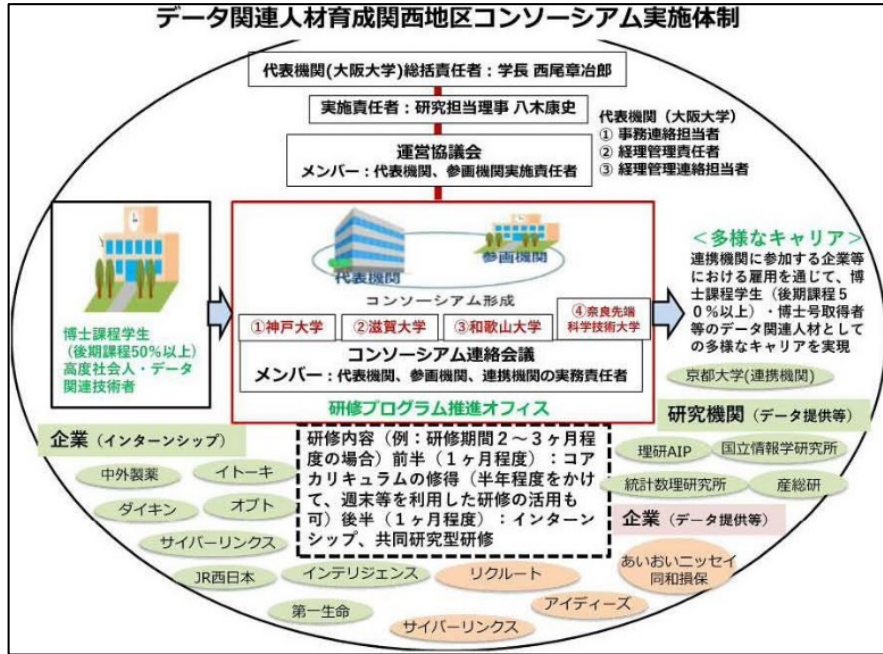 データ関連人材育成関西地区コンソーシアム実施体制
代表機関(大阪大学)総括責任者：学長 西尾章冶郎
実施責任者：研究担当理事 八木康史
運営協議会
メンバー：代表機関、参画機関実施責任者
代表機関（大阪大学）
① 事務連絡担当者
② 経理管理責任者
③ 経理管理連絡担当者
博士課程学生
（後期課程50%以上）
高度社会人・データ
関連技術者
代表機関
参画機関
コンソーシアム形成
①神戸大学
②滋賀大学
③和歌山大学
④奈良先端
科学技術大学
コンソーシアム連絡会議
メンバー：代表機関、参画機関、連携機関の実務責任者
研修プログラム推進オフィス
＜多様なキャリア＞
連携機関に参加する企業等
における雇用を通じて、博
士課程学生（後期課程５
０％以上）・博士号取得者
等のデータ関連人材として
の多様なキャリアを実現
京都大学(連携機関)
企業（インターンシップ）
中外製薬
イトーキ
ダイキン
オプト
サイバーリンクス
JR西日本
インテリジェンス
第一生命
研修内容（例：研修期間２～３ヶ月程
度の場合）前半（１ヶ月程度）：コア
カリキュラムの修得（半年程度をかけ
て、週末等を利用した研修の活用も
可）後半（１ヶ月程度）：インターン
シップ、共同研究型研修
研究機関（データ提供等）
理研AIP
国立情報学研究所
統計数理研究所
産総研
企業（データ提供等）
リクルート
あいおいニッセイ
同和損保
アイディーズ
サイバーリンクス